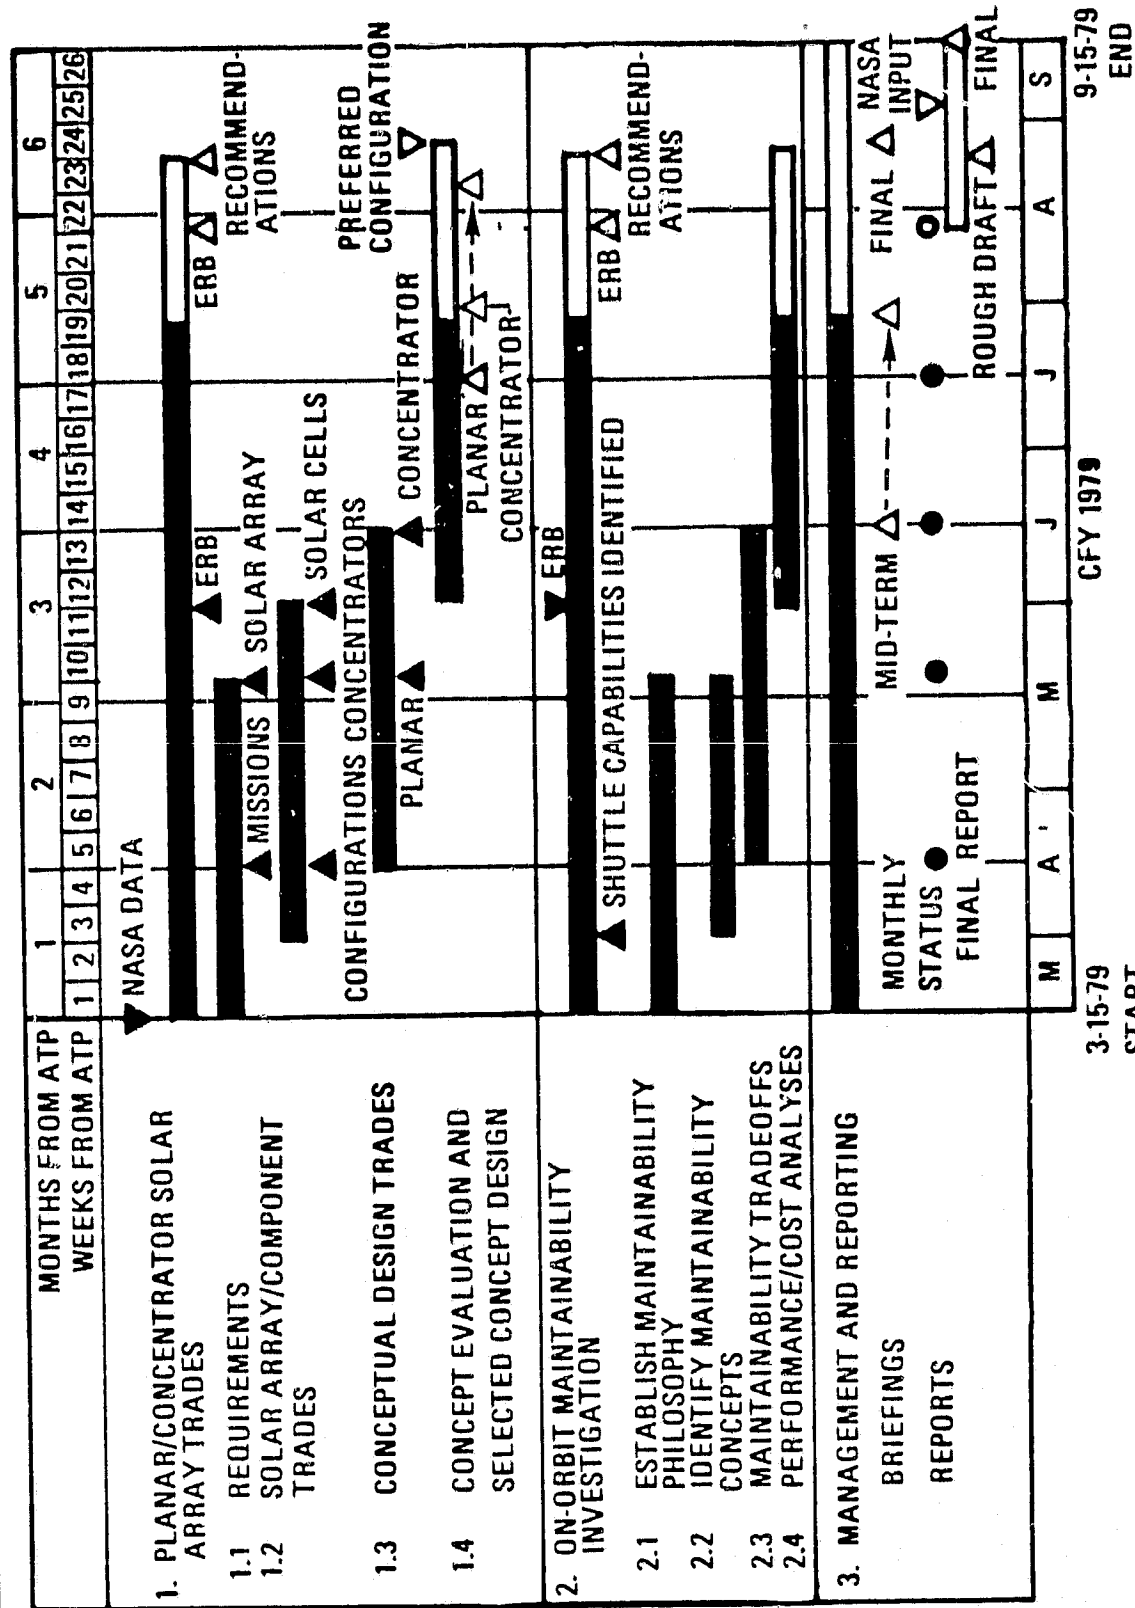 MONTHS FROM ATP 1 2 3 4 5 6
WEEKS FROM ATP 1 2 3 4 5 6 7 8 9 10 11 12 13 14 15 16 17 18 19 20 21 22 23 24 25 26
NASA DATA
1. PLANAR/CONCENTRATOR SOLAR
ARRAY TRADES
ERB
ERB
RECOMMEND-
ATIONS
1.1 REQUIREMENTS
MISSIONS
SOLAR ARRAY
1.2 SOLAR ARRAY/COMPONENT
TRADES
SOLAR CELLS
CONFIGURATIONS CONCENTRATORS
1.3 CONCEPTUAL DESIGN TRADES
PLANAR
CONCENTRATOR
PREFERRED
CONFIGURATION
1.4 CONCEPT EVALUATION AND
SELECTED CONCEPT DESIGN
PLANAR
CONCENTRATOR
2. ON-ORBIT MAINTAINABILITY
INVESTIGATION
ERB
ERB
RECOMMEND-
ATIONS
SHUTTLE CAPABILITIES IDENTIFIED
2.1 ESTABLISH MAINTAINABILITY
PHILOSOPHY
2.2 IDENTIFY MAINTAINABILITY
CONCEPTS
2.3 MAINTAINABILITY TRADEOFFS
2.4 PERFORMANCE/COST ANALYSES
3. MANAGEMENT AND REPORTING
BRIEFINGS
MID-TERM
FINAL
NASA
INPUT
REPORTS
MONTHLY
STATUS
FINAL REPORT
ROUGH DRAFT
FINAL
M A M J J A S
3-15-79
START
CFY 1979
9-15-79
END